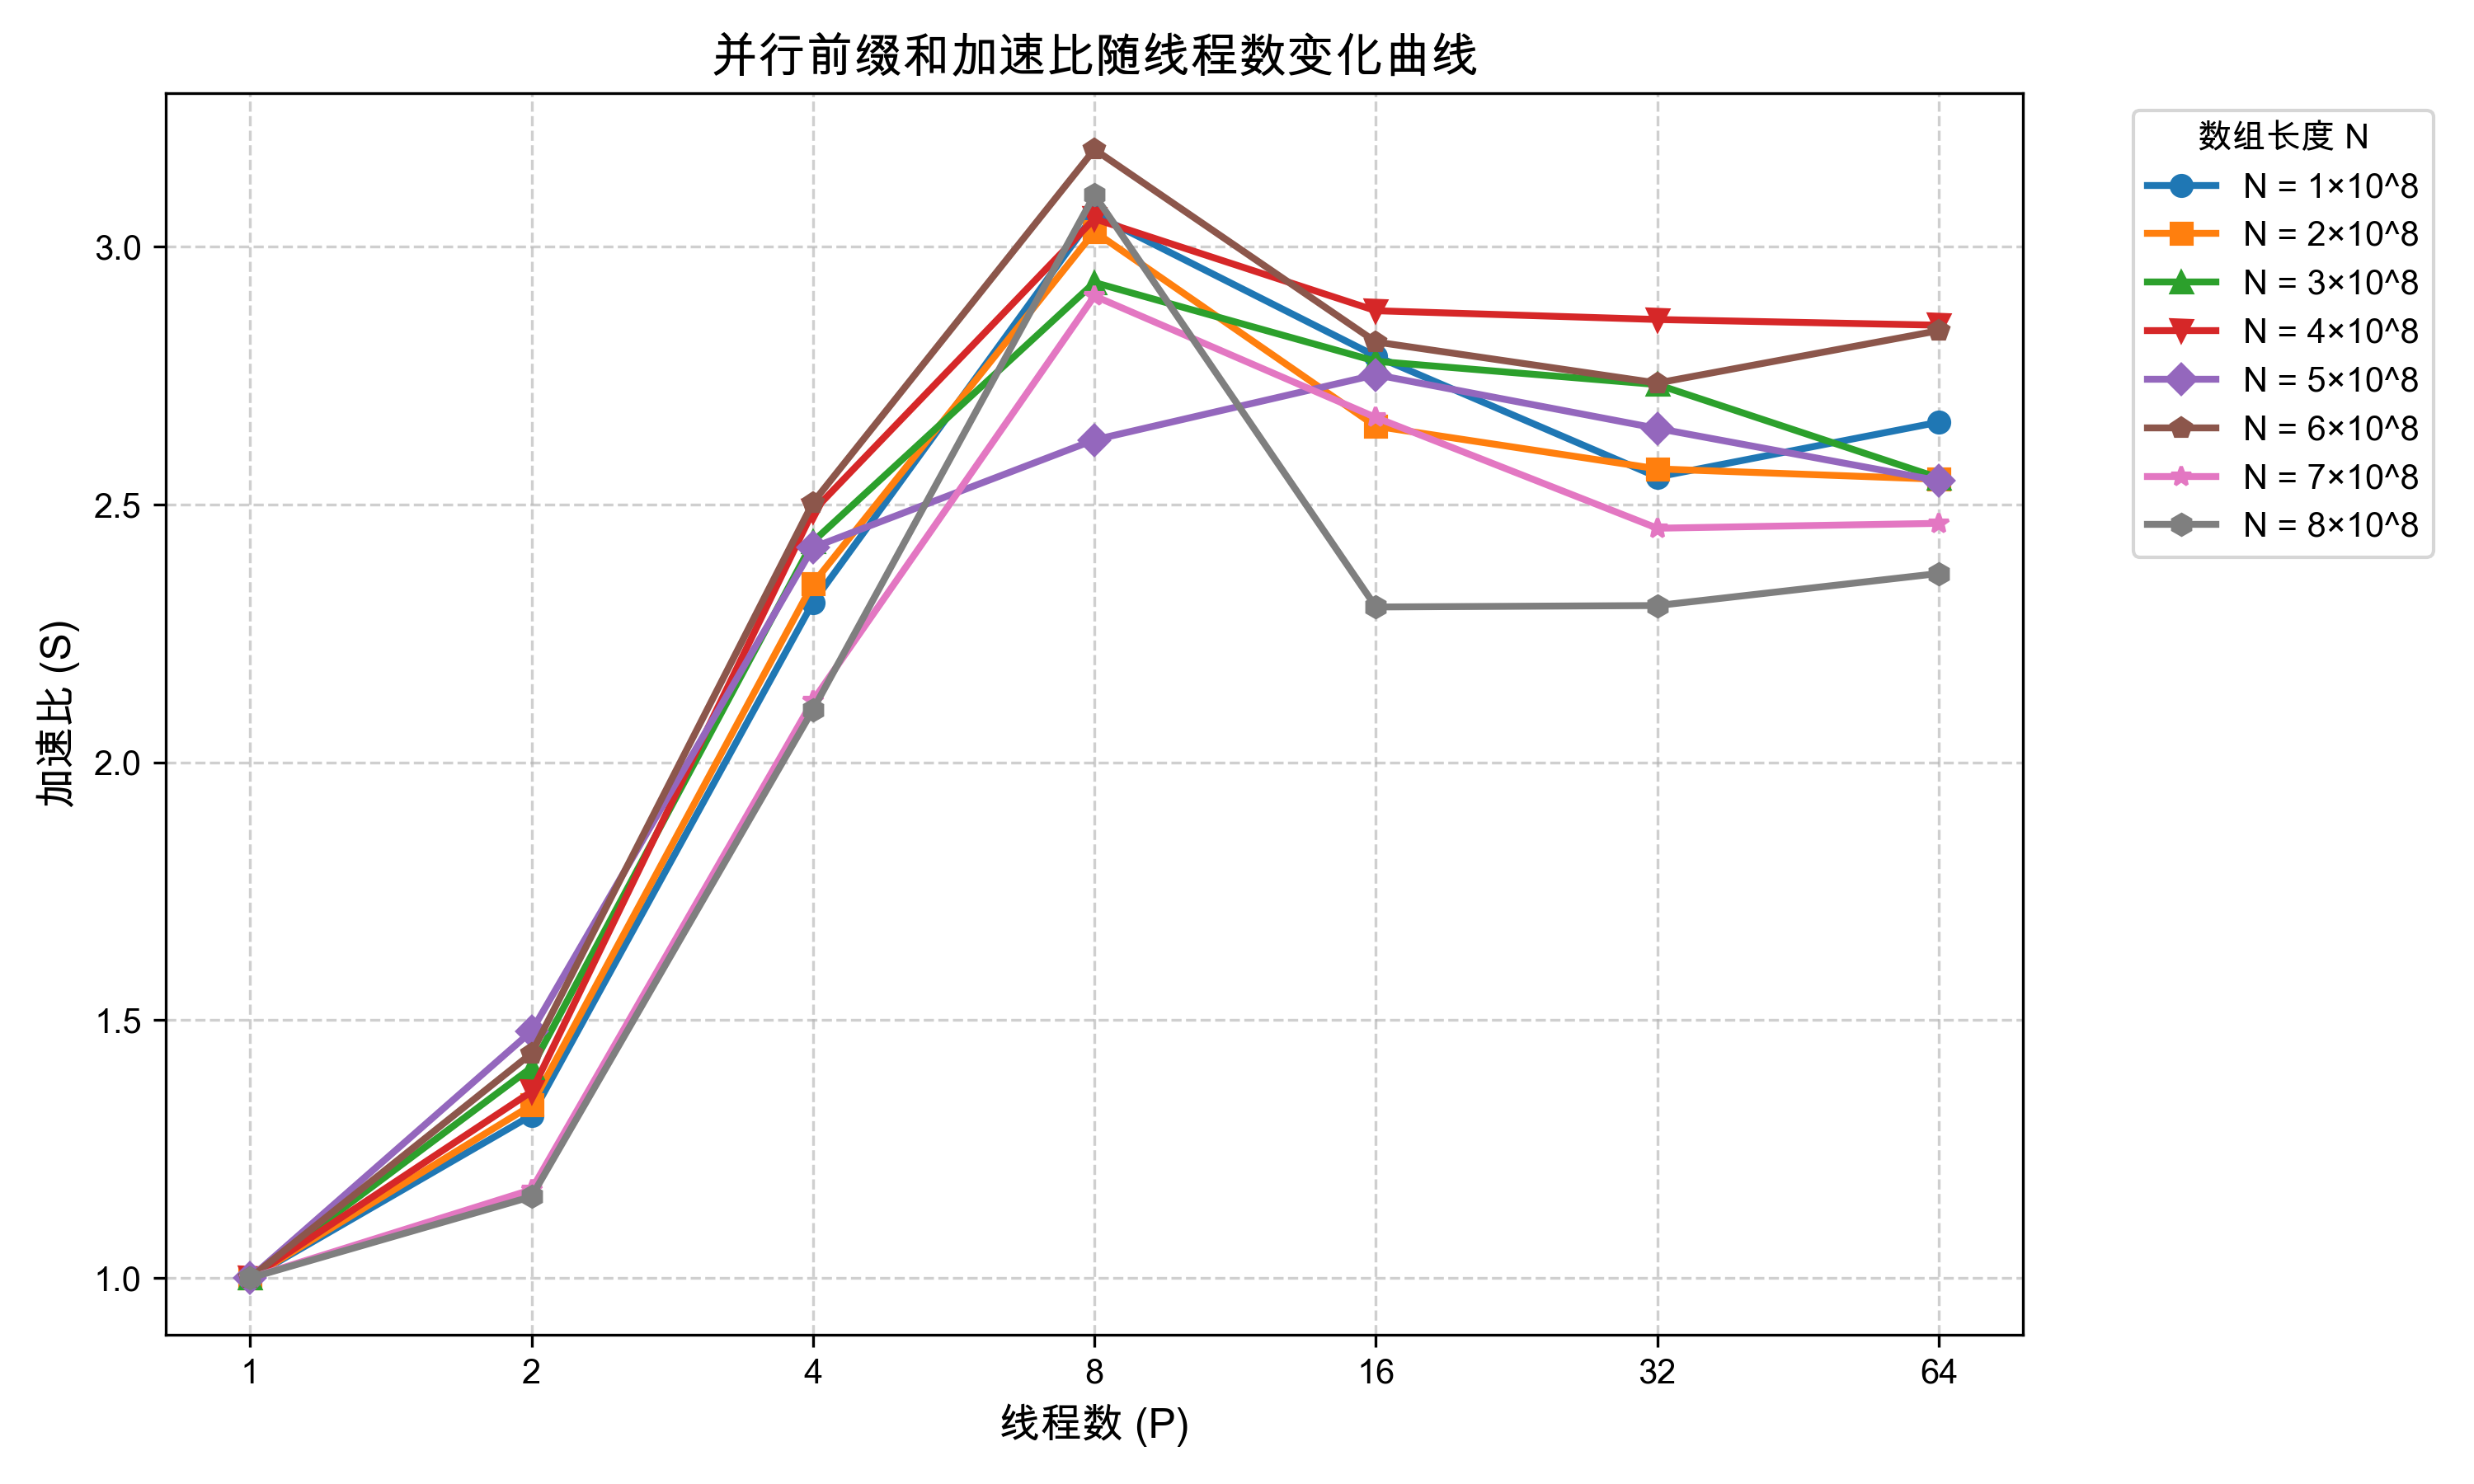 并行前缀和加速比随线程数变化曲线
加速比 (S)
3.0
2.5
2.0
1.5
1.0
1 2 4 8 16 32 64
线程数 (P)
数组长度 N
N = 1×10^8
N = 2×10^8
N = 3×10^8
N = 4×10^8
N = 5×10^8
N = 6×10^8
N = 7×10^8
N = 8×10^8